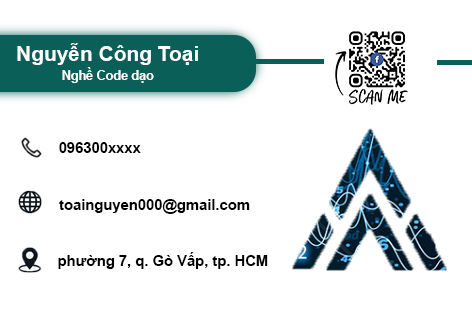 Nguyễn Công Toại
Nghề Code dạo
SCAN ME
096300xxxx
toainguyen000@gmail.com
phường 7, q. Gò Vấp, tp. HCM